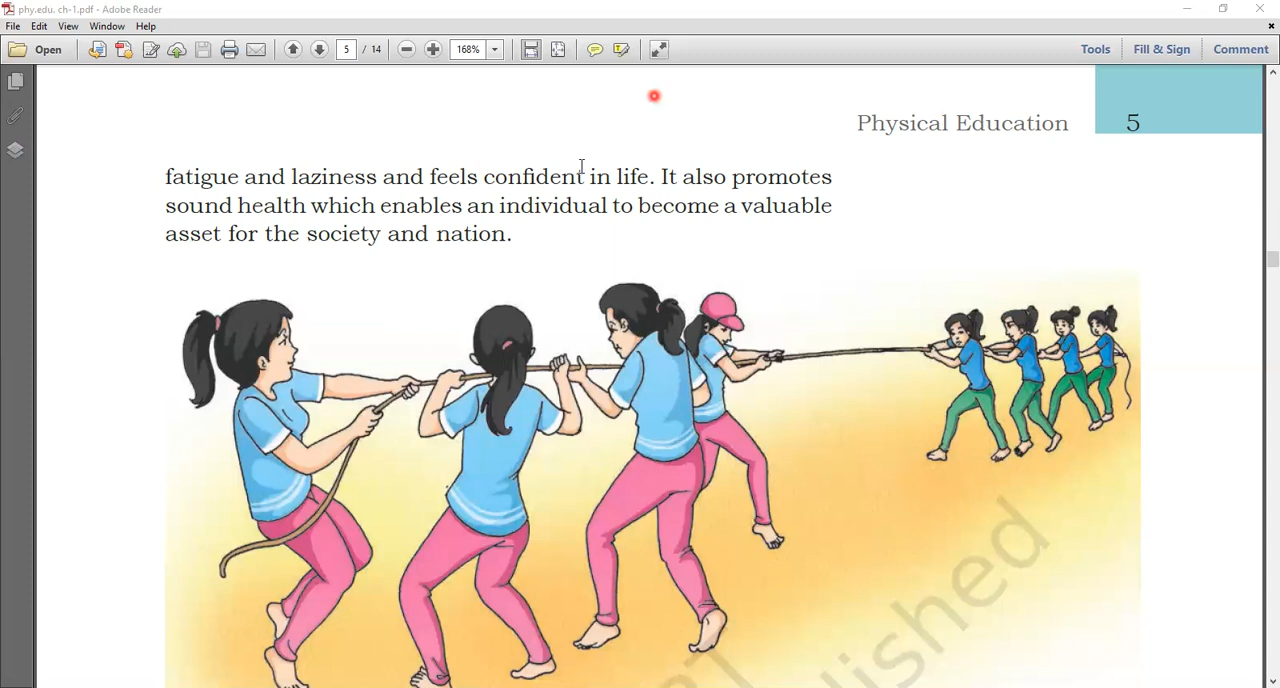 phy.edu. ch-1.pdf - Adobe Reader
File Edit View Window Help
Open 5 / 14 168% Tools Fill & Sign Comment
Physical Education 5
fatigue and laziness and feels confident in life. It also promotes
sound health which enables an individual to become a valuable
asset for the society and nation.